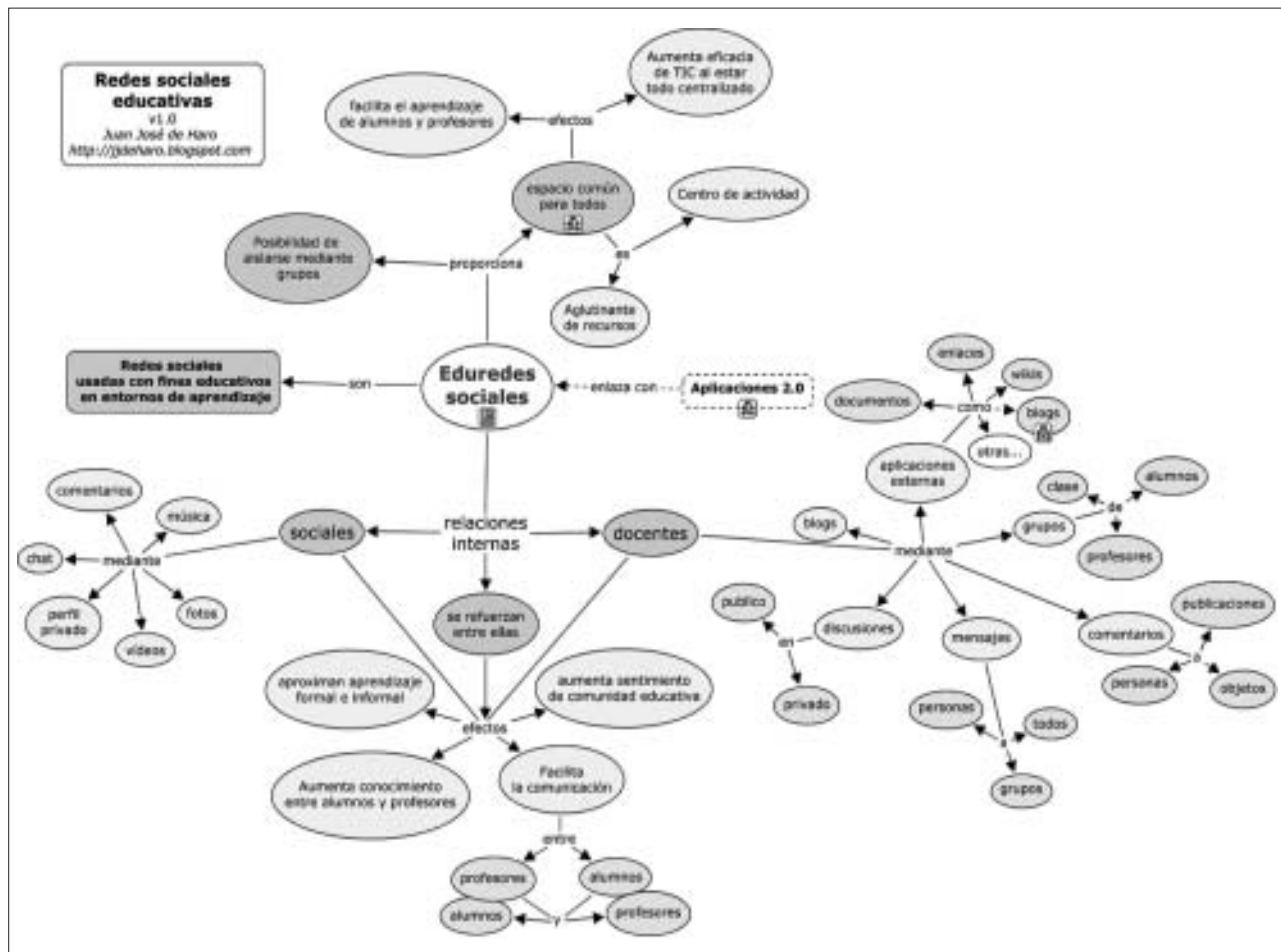 Redes sociales
educativas
v1.0
Juan José de Haro
http://jjdeharo.blogspot.com
Aumenta eficacia
de TIC al estar
todo centralizado
facilita el aprendizaje
de alumnos y profesores
efectos
espacio común
para todos
Centro de actividad
Posibilidad de
aislarse mediante
grupos
proporciona
es
Aglutinante
de recursos
Redes sociales
usadas con fines educativos
en entornos de aprendizaje
son
Eduredes
sociales
enlaza con
Aplicaciones 2.0
enlaces
wikis
documentos
como
blogs
otras...
aplicaciones
externas
clase
alumnos
de
grupos
profesores
comentarios
música
chat
mediante
perfil
privado
fotos
vídeos
sociales
relaciones
internas
docentes
blogs
mediante
se refuerzan
entre ellas
publico
en
discusiones
privado
mensajes
personas
todos
a
grupos
comentarios
publicaciones
a
personas
objetos
aproximan aprendizaje
formal e informal
aumenta sentimiento
de comunidad educativa
efectos
Aumenta conocimiento
entre alumnos y profesores
Facilita
la comunicación
entre
profesores
alumnos
alumnos
y
profesores